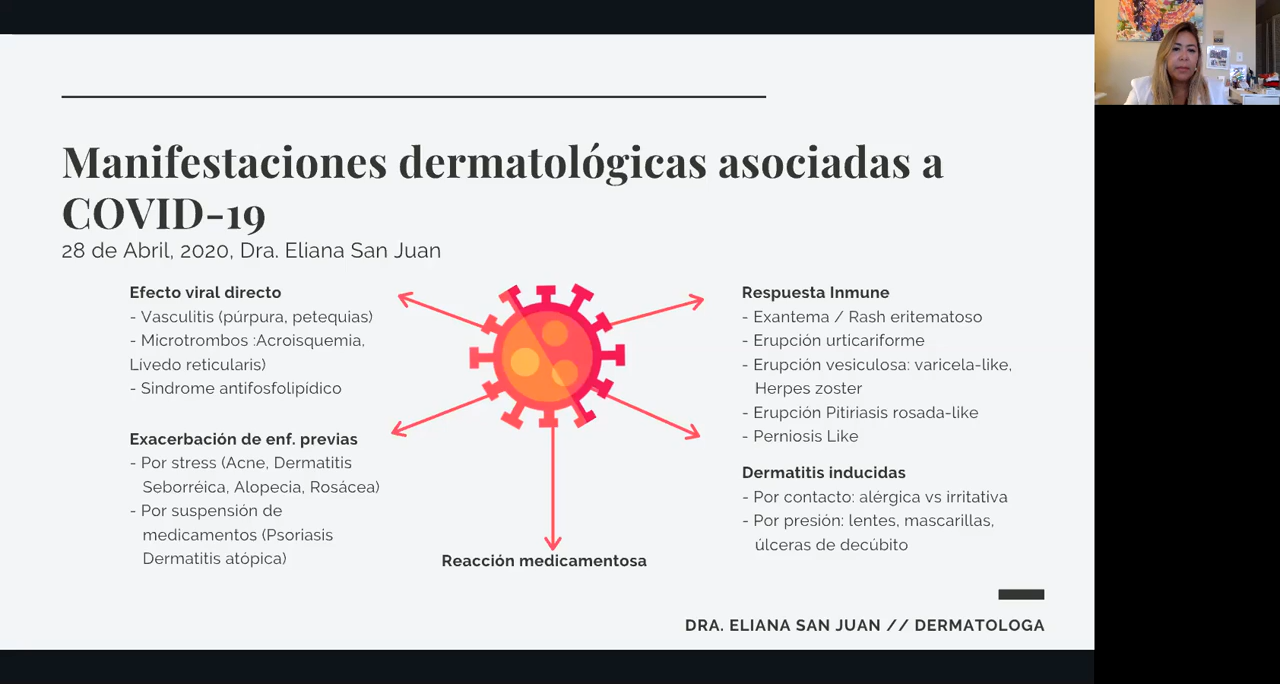 Manifestaciones dermatológicas asociadas a
COVID-19
28 de Abril, 2020, Dra. Eliana San Juan
Efecto viral directo
- Vasculitis (púrpura, petequias)
- Microtrombos :Acroisquemia,
Livedo reticularis)
- Sindrome antifosfolipídico
Exacerbación de enf. previas
- Por stress (Acne, Dermatitis
Seborréica, Alopecia, Rosácea)
- Por suspensión de
medicamentos (Psoriasis
Dermatitis atópica)
Reacción medicamentosa
Respuesta Inmune
- Exantema / Rash eritematoso
- Erupción urticariforme
- Erupción vesiculosa: varicela-like,
Herpes zoster
- Erupción Pitiriasis rosada-like
- Perniosis Like
Dermatitis inducidas
- Por contacto: alérgica vs irritativa
- Por presión: lentes, mascarillas,
úlceras de decúbito
DRA. ELIANA SAN JUAN // DERMATOLOGA